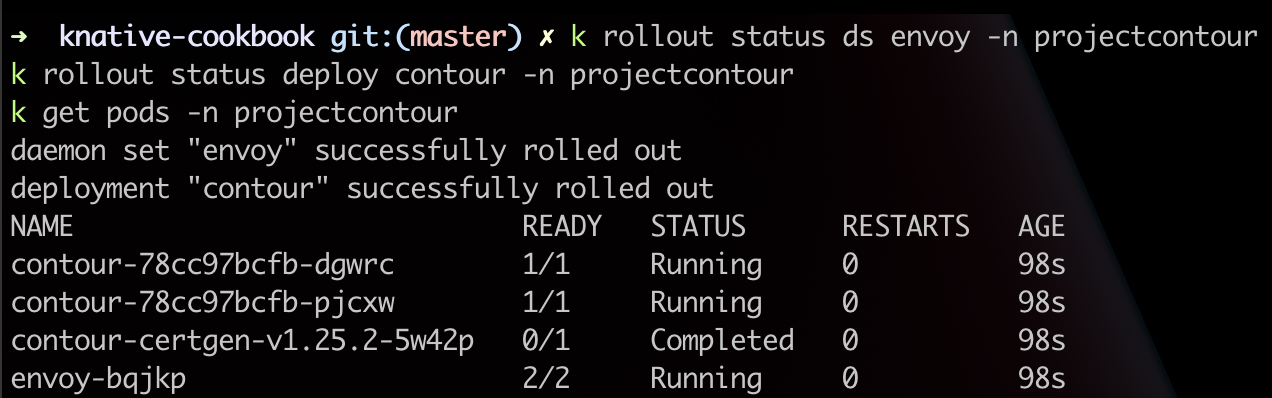 ➜  knative-cookbook git:(master) ✗ k rollout status ds envoy -n projectcontour
k rollout status deploy contour -n projectcontour
k get pods -n projectcontour
daemon set "envoy" successfully rolled out
deployment "contour" successfully rolled out
NAME                            READY   STATUS      RESTARTS   AGE
contour-78cc97bcfb-dgwrc        1/1     Running     0          98s
contour-78cc97bcfb-pjcxw        1/1     Running     0          98s
contour-certgen-v1.25.2-5w42p   0/1     Completed   0          98s
envoy-bqjkp                     2/2     Running     0          98s